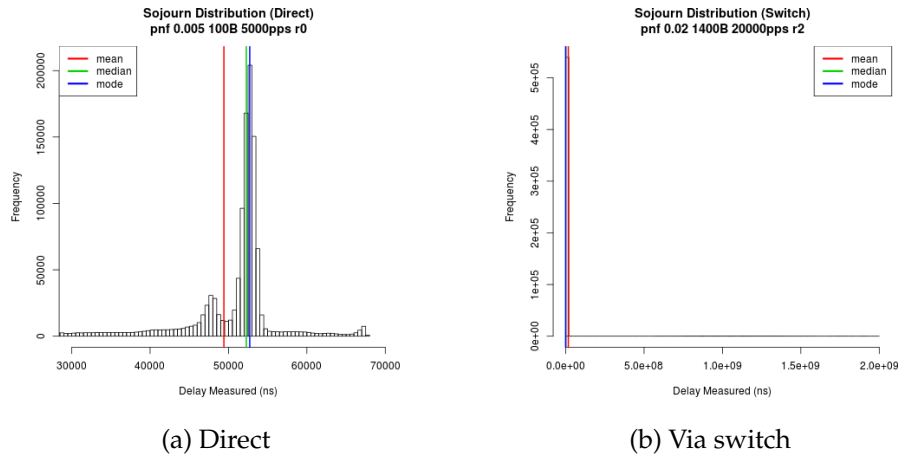 Sojourn Distribution (Direct)
pnf 0.005 100B 5000pps r0
mean
median
mode
Frequency
0
50000
100000
150000
200000
30000 40000 50000 60000 70000
Delay Measured (ns)
(a) Direct
Sojourn Distribution (Switch)
pnf 0.02 1400B 20000pps r2
mean
median
mode
Frequency
0e+00
1e+05
2e+05
3e+05
4e+05
5e+05
0.0e+00 5.0e+08 1.0e+09 1.5e+09 2.0e+09
Delay Measured (ns)
(b) Via switch